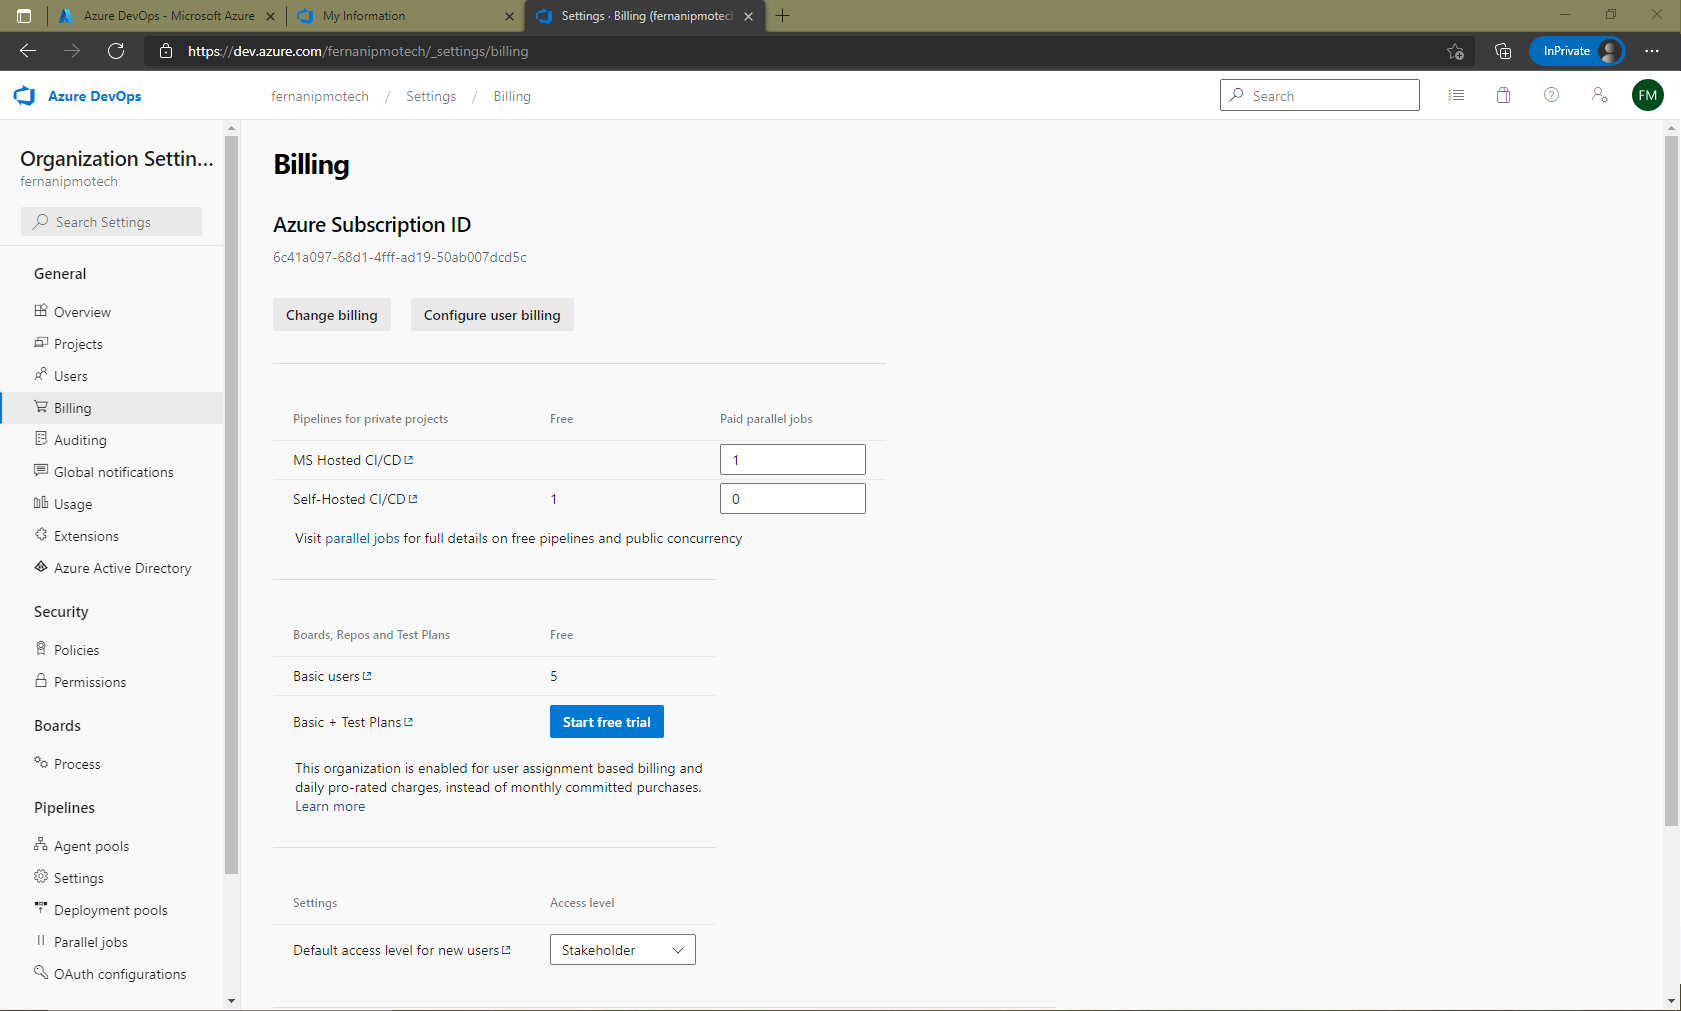 Azure DevOps - Microsoft Azure
My Information
Settings · Billing (fernanipmotec
https://dev.azure.com/fernanipmotech/_settings/billing
InPrivate
Azure DevOps
fernanipmotech / Settings / Billing
Search
FM
Organization Settin...
fernanipmotech
Search Settings
General
Overview
Projects
Users
Billing
Auditing
Global notifications
Usage
Extensions
Azure Active Directory
Security
Policies
Permissions
Boards
Process
Pipelines
Agent pools
Settings
Deployment pools
Parallel jobs
OAuth configurations
Billing
Azure Subscription ID
6c41a097-68d1-4fff-ad19-50ab007dcd5c
Change billing
Configure user billing
Pipelines for private projects Free Paid parallel jobs
MS Hosted CI/CD 1
Self-Hosted CI/CD 1 0
Visit parallel jobs for full details on free pipelines and public concurrency
Boards, Repos and Test Plans Free
Basic users 5
Basic + Test Plans Start free trial
This organization is enabled for user assignment based billing and
daily pro-rated charges, instead of monthly committed purchases.
Learn more
Settings Access level
Default access level for new users Stakeholder